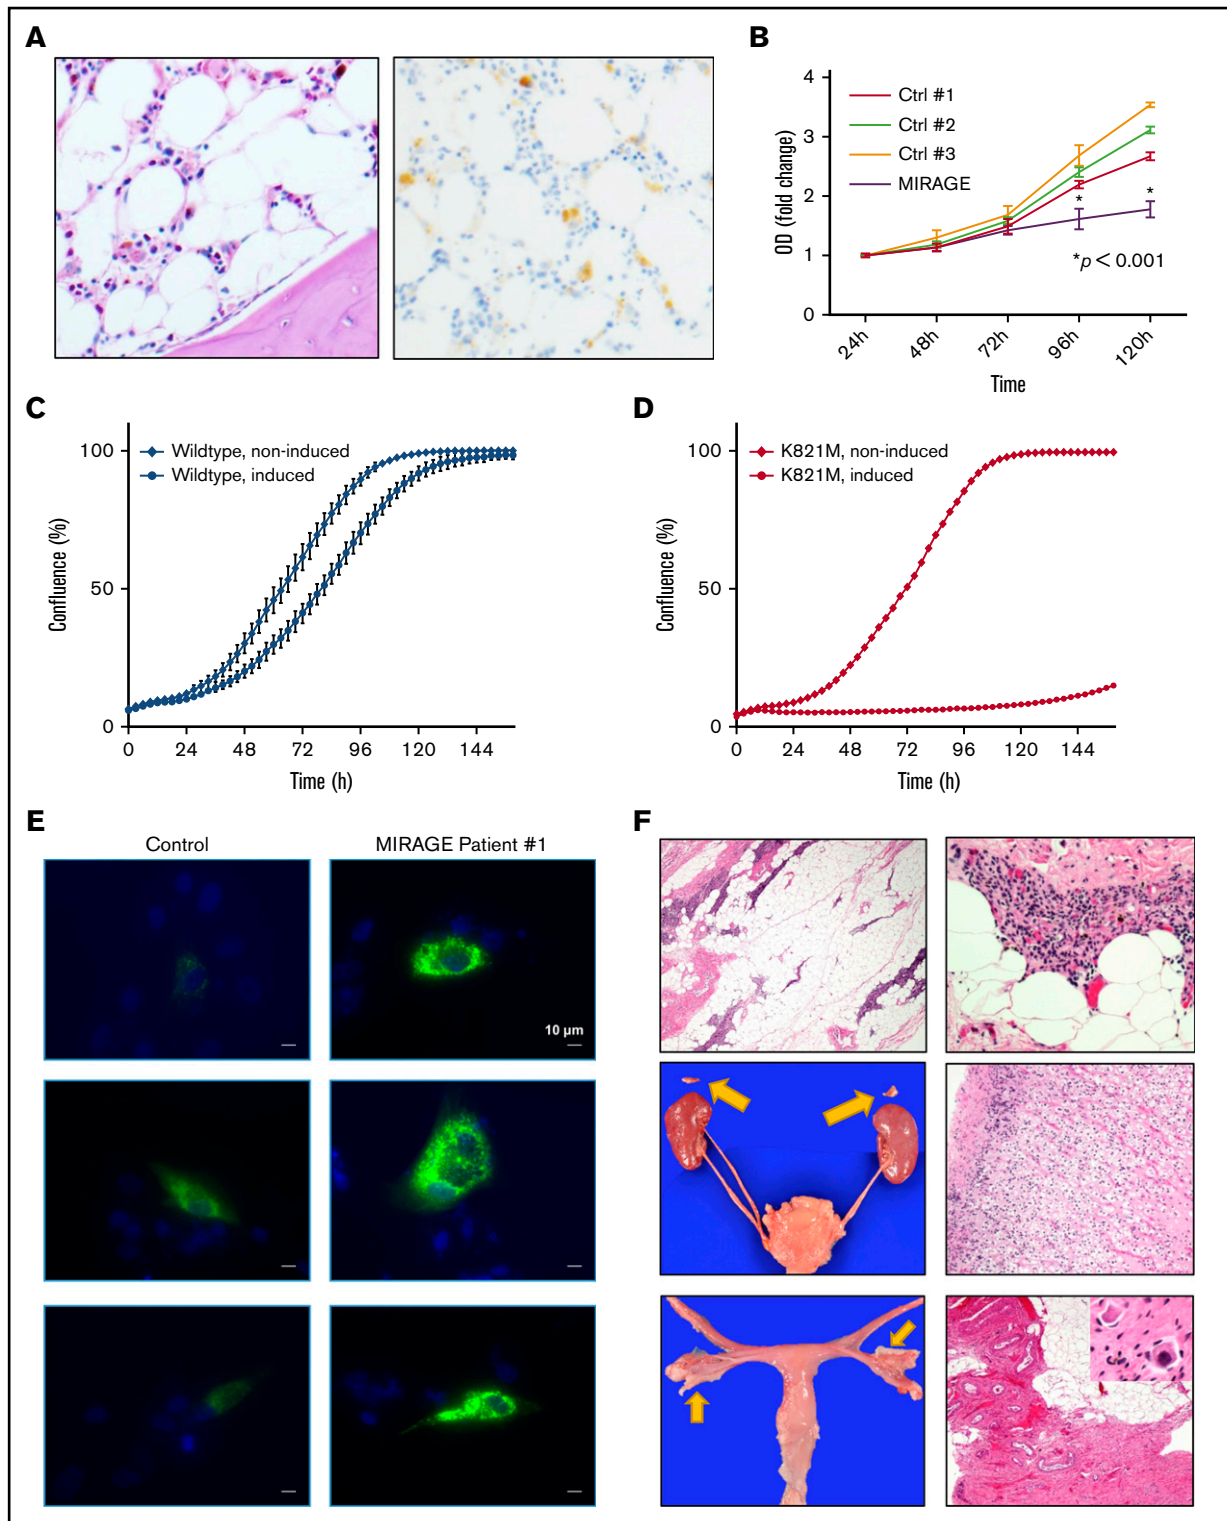 A
B
4
3
2
1
0
OD (fold change)
Ctrl #1
Ctrl #2
Ctrl #3
MIRAGE
*
*
*p < 0.001
24h
48h
72h
96h
120h
Time
C
100
50
0
Confluence (%)
Wildtype, non-induced
Wildtype, induced
0 24 48 72 96 120 144
Time (h)
D
100
50
0
Confluence (%)
K821M, non-induced
K821M, induced
0 24 48 72 96 120 144
Time (h)
E
Control
MIRAGE Patient #1
10 µm
F